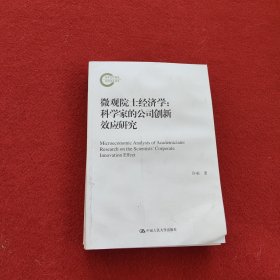 微观院士经济学：
科学家的公司创新
效应研究
Microeconomic Analysis of Academicians
Research on the Scientists' Corporate
Innovation Effect
著
中国人民大学出版社